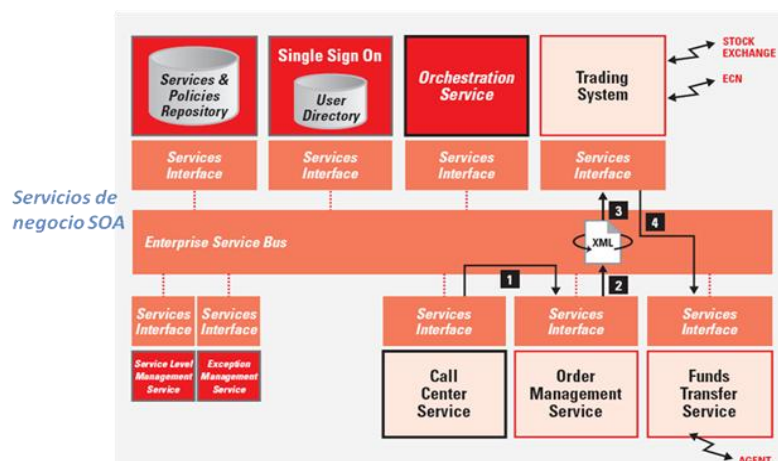 Services &
Policies
Repository
Single Sign On
User
Directory
Orchestration
Service
Trading
System
STOCK
EXCHANGE
ECN
Services
Interface
Services
Interface
Services
Interface
Services
Interface
Servicios de
negocio SOA
Enterprise Service Bus
XML
3
4
1
2
Services
Interface
Services
Interface
Services
Interface
Services
Interface
Services
Interface
Service Level
Management
Service
Exception
Management
Service
Call
Center
Service
Order
Management
Service
Funds
Transfer
Service
AGENT